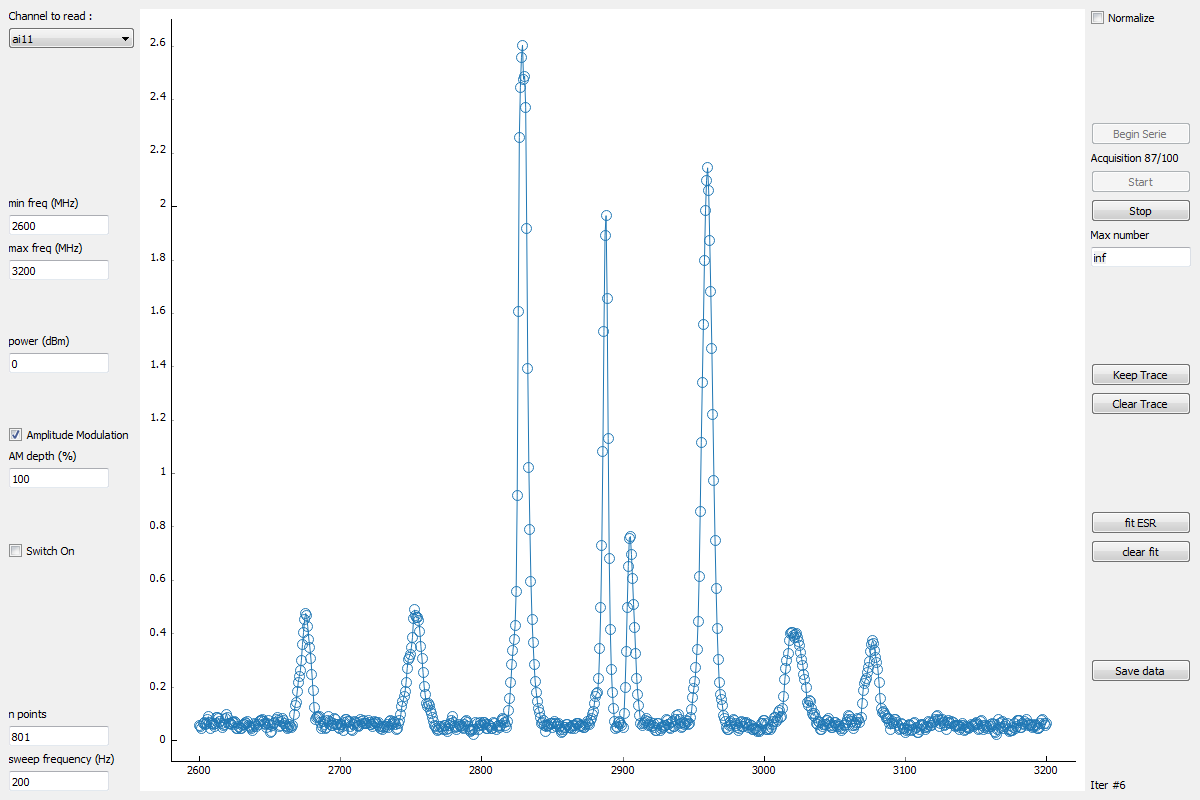 Channel to read :
ai11
min freq (MHz)
2600
max freq (MHz)
3200
power (dBm)
0
Amplitude Modulation
AM depth (%)
100
Switch On
n points
801
sweep frequency (Hz)
200
2.6
2.4
2.2
2
1.8
1.6
1.4
1.2
1
0.8
0.6
0.4
0.2
0
2600 2700 2800 2900 3000 3100 3200
Normalize
Begin Serie
Acquisition 87/100
Start
Stop
Max number
inf
Keep Trace
Clear Trace
fit ESR
clear fit
Save data
Iter #6